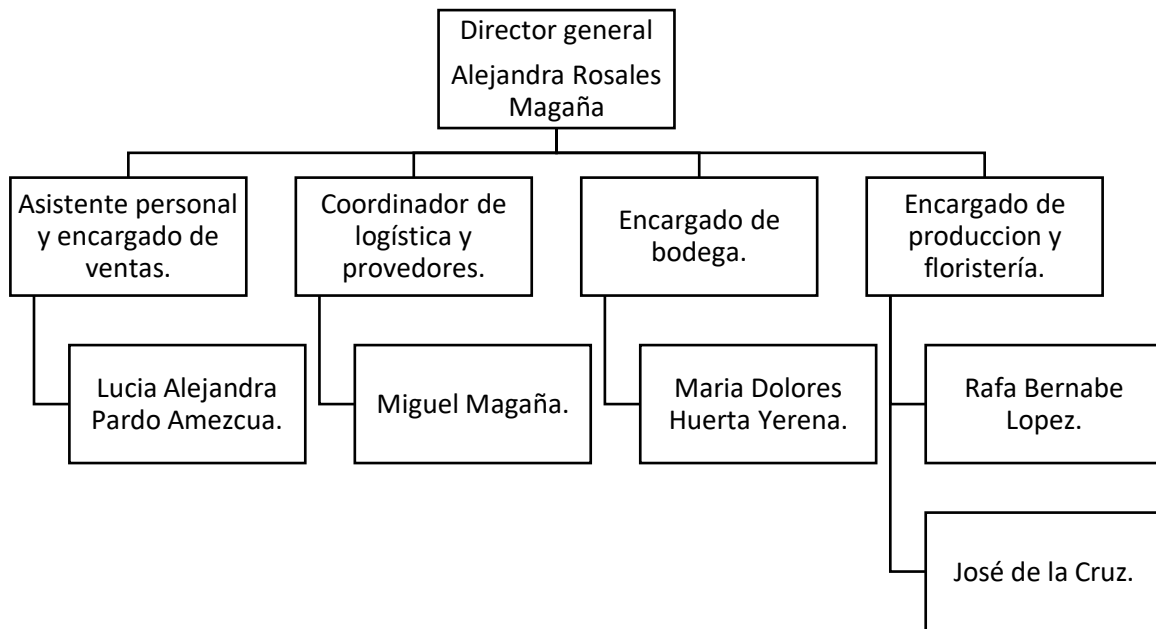 Director general
Alejandra Rosales
Magaña
Asistente personal
y encargado de
ventas.
Coordinador de
logística y
provedores.
Encargado de
bodega.
Encargado de
produccion y
floristería.
Lucia Alejandra
Pardo Amezcua.
Miguel Magaña.
Maria Dolores
Huerta Yerena.
Rafa Bernabe
Lopez.
José de la Cruz.